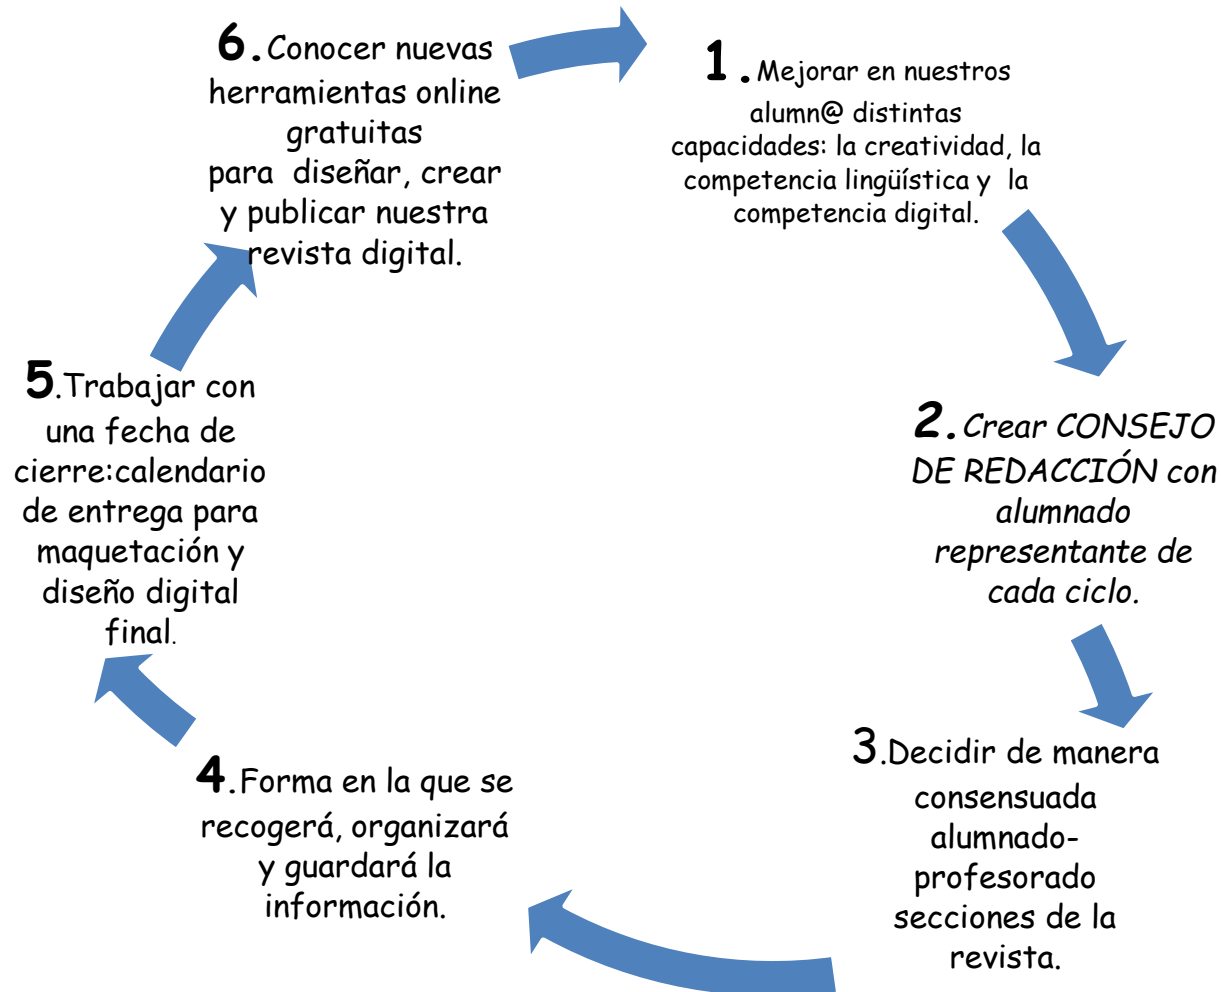 1.Mejorar en nuestros
alumn@ distintas
capacidades: la creatividad, la
competencia lingüística y la
competencia digital.
2.Crear CONSEJO
DE REDACCIÓN con
alumnado
representante de
cada ciclo.
3.Decidir de manera
consensuada
alumnado-
profesorado
secciones de la
revista.
4.Forma en la que se
recogerá, organizará
y guardará la
información.
5.Trabajar con
una fecha de
cierre:calendario
de entrega para
maquetación y
diseño digital
final.
6.Conocer nuevas
herramientas online
gratuitas
para diseñar, crear
y publicar nuestra
revista digital.